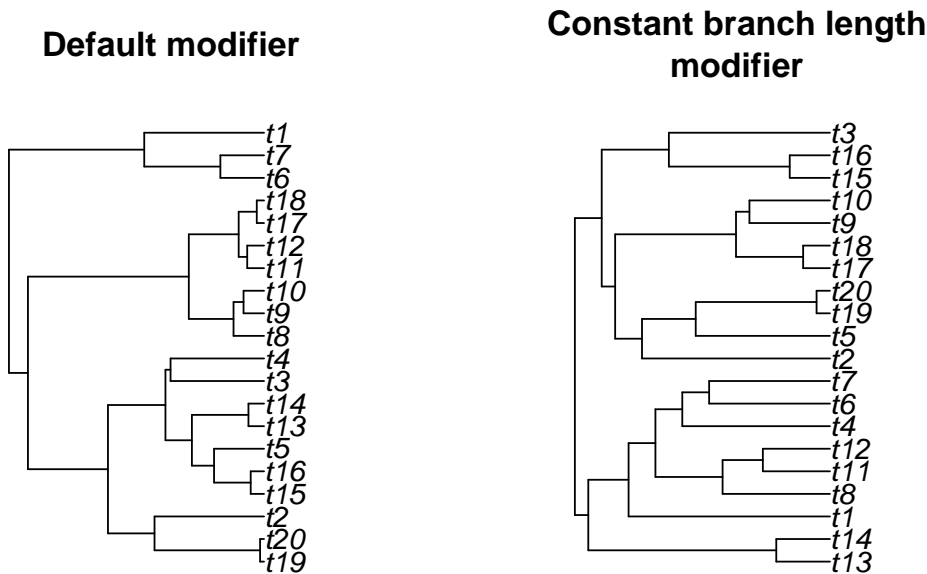 Default modifier
t1
t7
t6
t18
t17
t12
t11
t10
t9
t8
t4
t3
t14
t13
t5
t16
t15
t2
t20
t19
Constant branch length
modifier
t3
t16
t15
t10
t9
t18
t17
t20
t19
t5
t2
t7
t6
t4
t12
t11
t8
t1
t14
t13